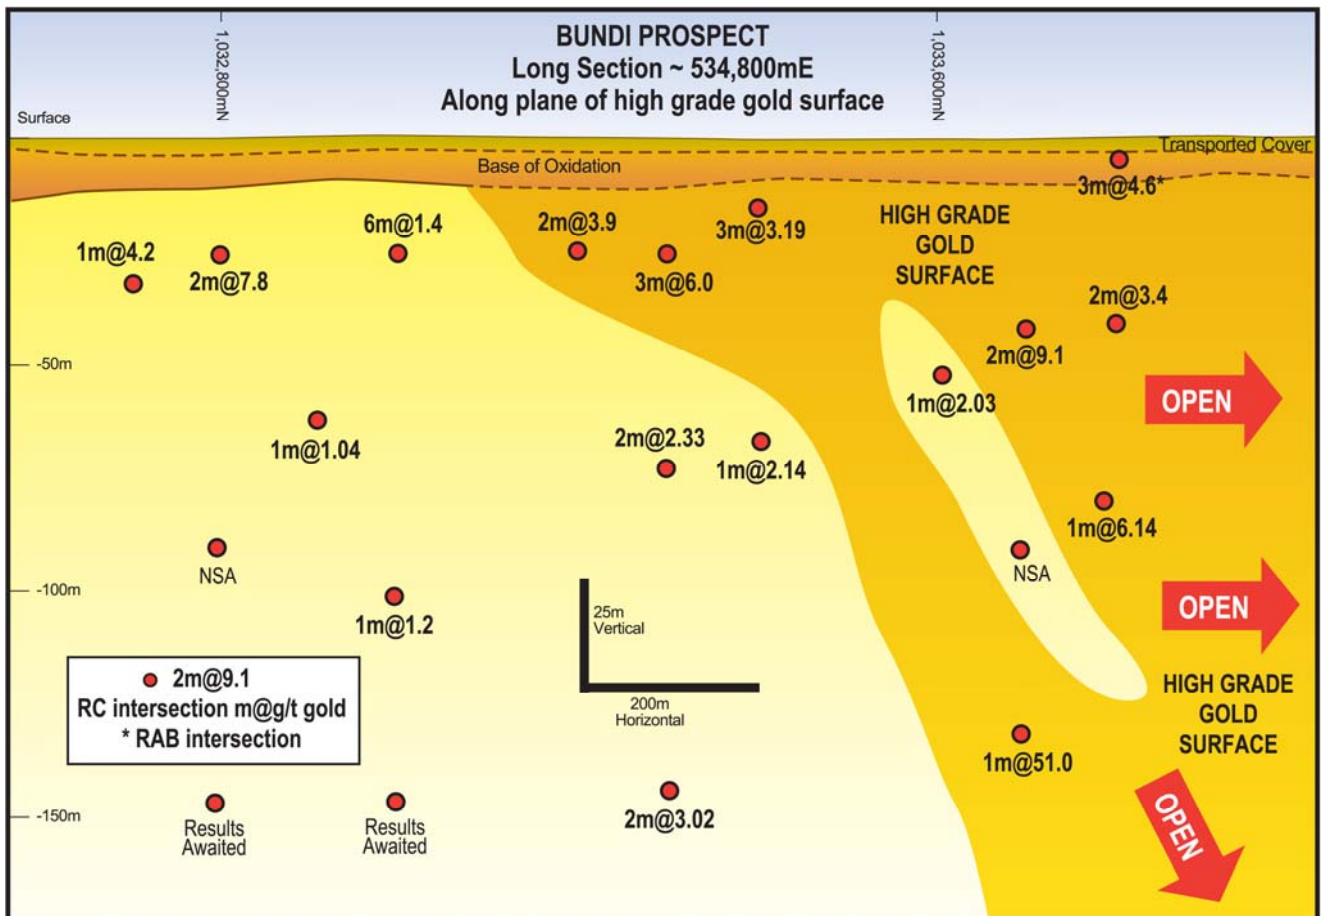 BUNDI PROSPECT
Long Section ~ 534,800mE
Along plane of high grade gold surface
1,032,800mN
1,033,600mN
Surface
Transported Cover
Base of Oxidation
3m@4.6*
1m@4.2
2m@7.8
6m@1.4
2m@3.9
3m@6.0
3m@3.19
HIGH GRADE
GOLD
SURFACE
2m@3.4
2m@9.1
-50m
1m@2.03
OPEN
1m@1.04
2m@2.33
1m@2.14
1m@6.14
NSA
NSA
-100m
1m@1.2
25m
Vertical
200m
Horizontal
OPEN
2m@9.1
RC intersection m@g/t gold
* RAB intersection
HIGH GRADE
GOLD
SURFACE
1m@51.0
-150m
Results
Awaited
Results
Awaited
2m@3.02
OPEN